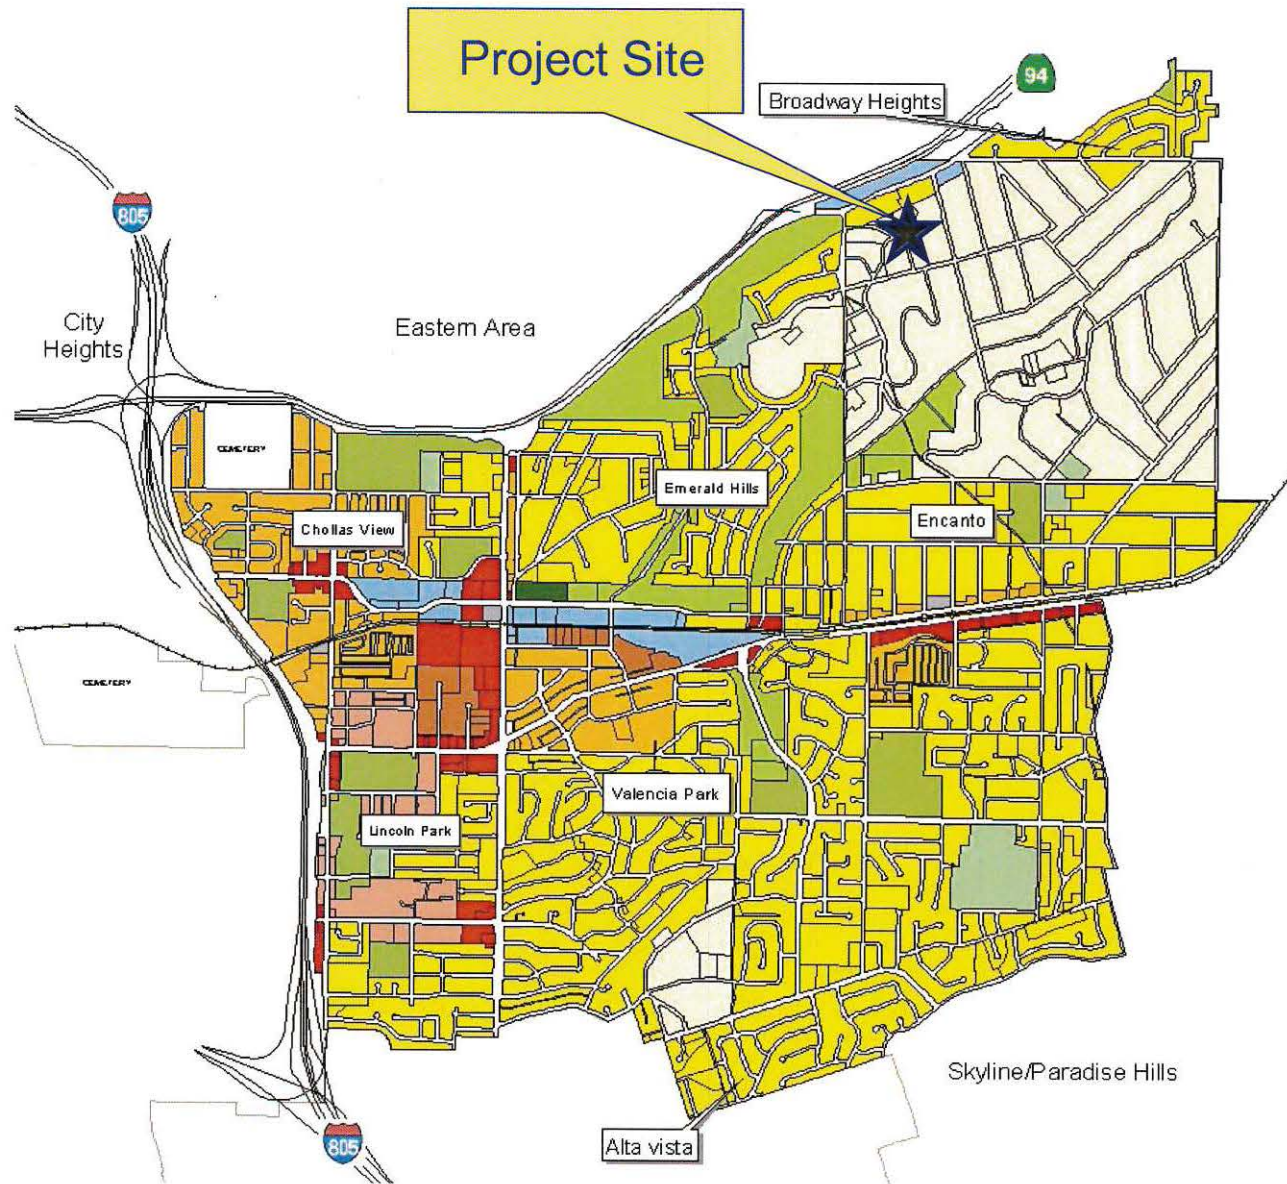 Project Site
94
Broadway Heights
805
City
Heights
Eastern Area
CEMETERY
Emerald Hills
Chollas View
Encanto
CEMETERY
Valencia Park
Lincoln Park
Skyline/Paradise Hills
805
Alta vista